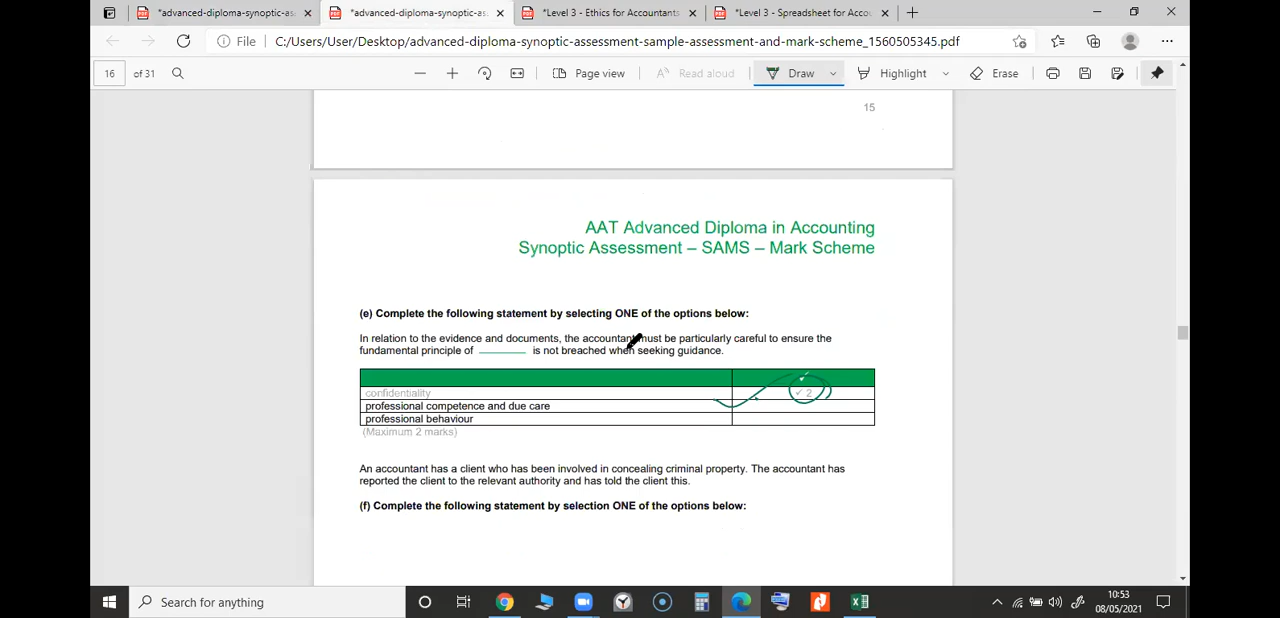 *advanced-diploma-synoptic-as
*advanced-diploma-synoptic-as
*Level 3 - Ethics for Accountants
*Level 3 - Spreadsheet for Accou
File
C:/Users/User/Desktop/advanced-diploma-synoptic-assessment-sample-assessment-and-mark-scheme_1560505345.pdf
16 of 31
Page view
Read aloud
Draw
Highlight
Erase
15
AAT Advanced Diploma in Accounting
Synoptic Assessment – SAMS – Mark Scheme
(e) Complete the following statement by selecting ONE of the options below:
In relation to the evidence and documents, the accountant must be particularly careful to ensure the
fundamental principle of ________ is not breached when seeking guidance.
confidentiality ✓ 2
professional competence and due care
professional behaviour
(Maximum 2 marks)
An accountant has a client who has been involved in concealing criminal property. The accountant has
reported the client to the relevant authority and has told the client this.
(f) Complete the following statement by selection ONE of the options below:
Search for anything
10:53
08/05/2021